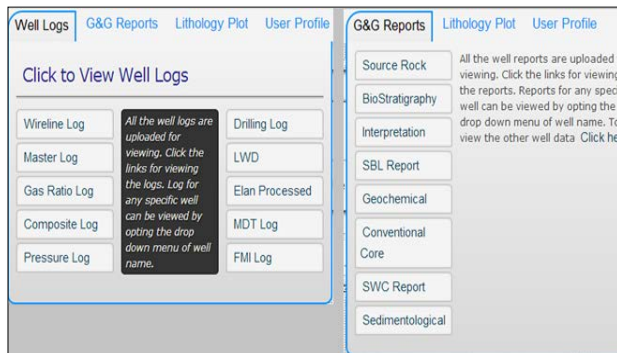 Well Logs G&G Reports Lithology Plot User Profile
Click to View Well Logs
Wireline Log
Master Log
Gas Ratio Log
Composite Log
Pressure Log
All the well logs are
uploaded for
viewing. Click the
links for viewing
the logs. Log for
any specific well
can be viewed by
opting the drop
down menu of well
name.
Drilling Log
LWD
Elan Processed
MDT Log
FMI Log
G&G Reports Lithology Plot User Profile
Source Rock
BioStratigraphy
Interpretation
SBL Report
Geochemical
Conventional
Core
SWC Report
Sedimentological
All the well reports are uploaded
viewing. Click the links for viewing
the reports. Reports for any speci
well can be viewed by opting the
drop down menu of well name. To
view the other well data Click he